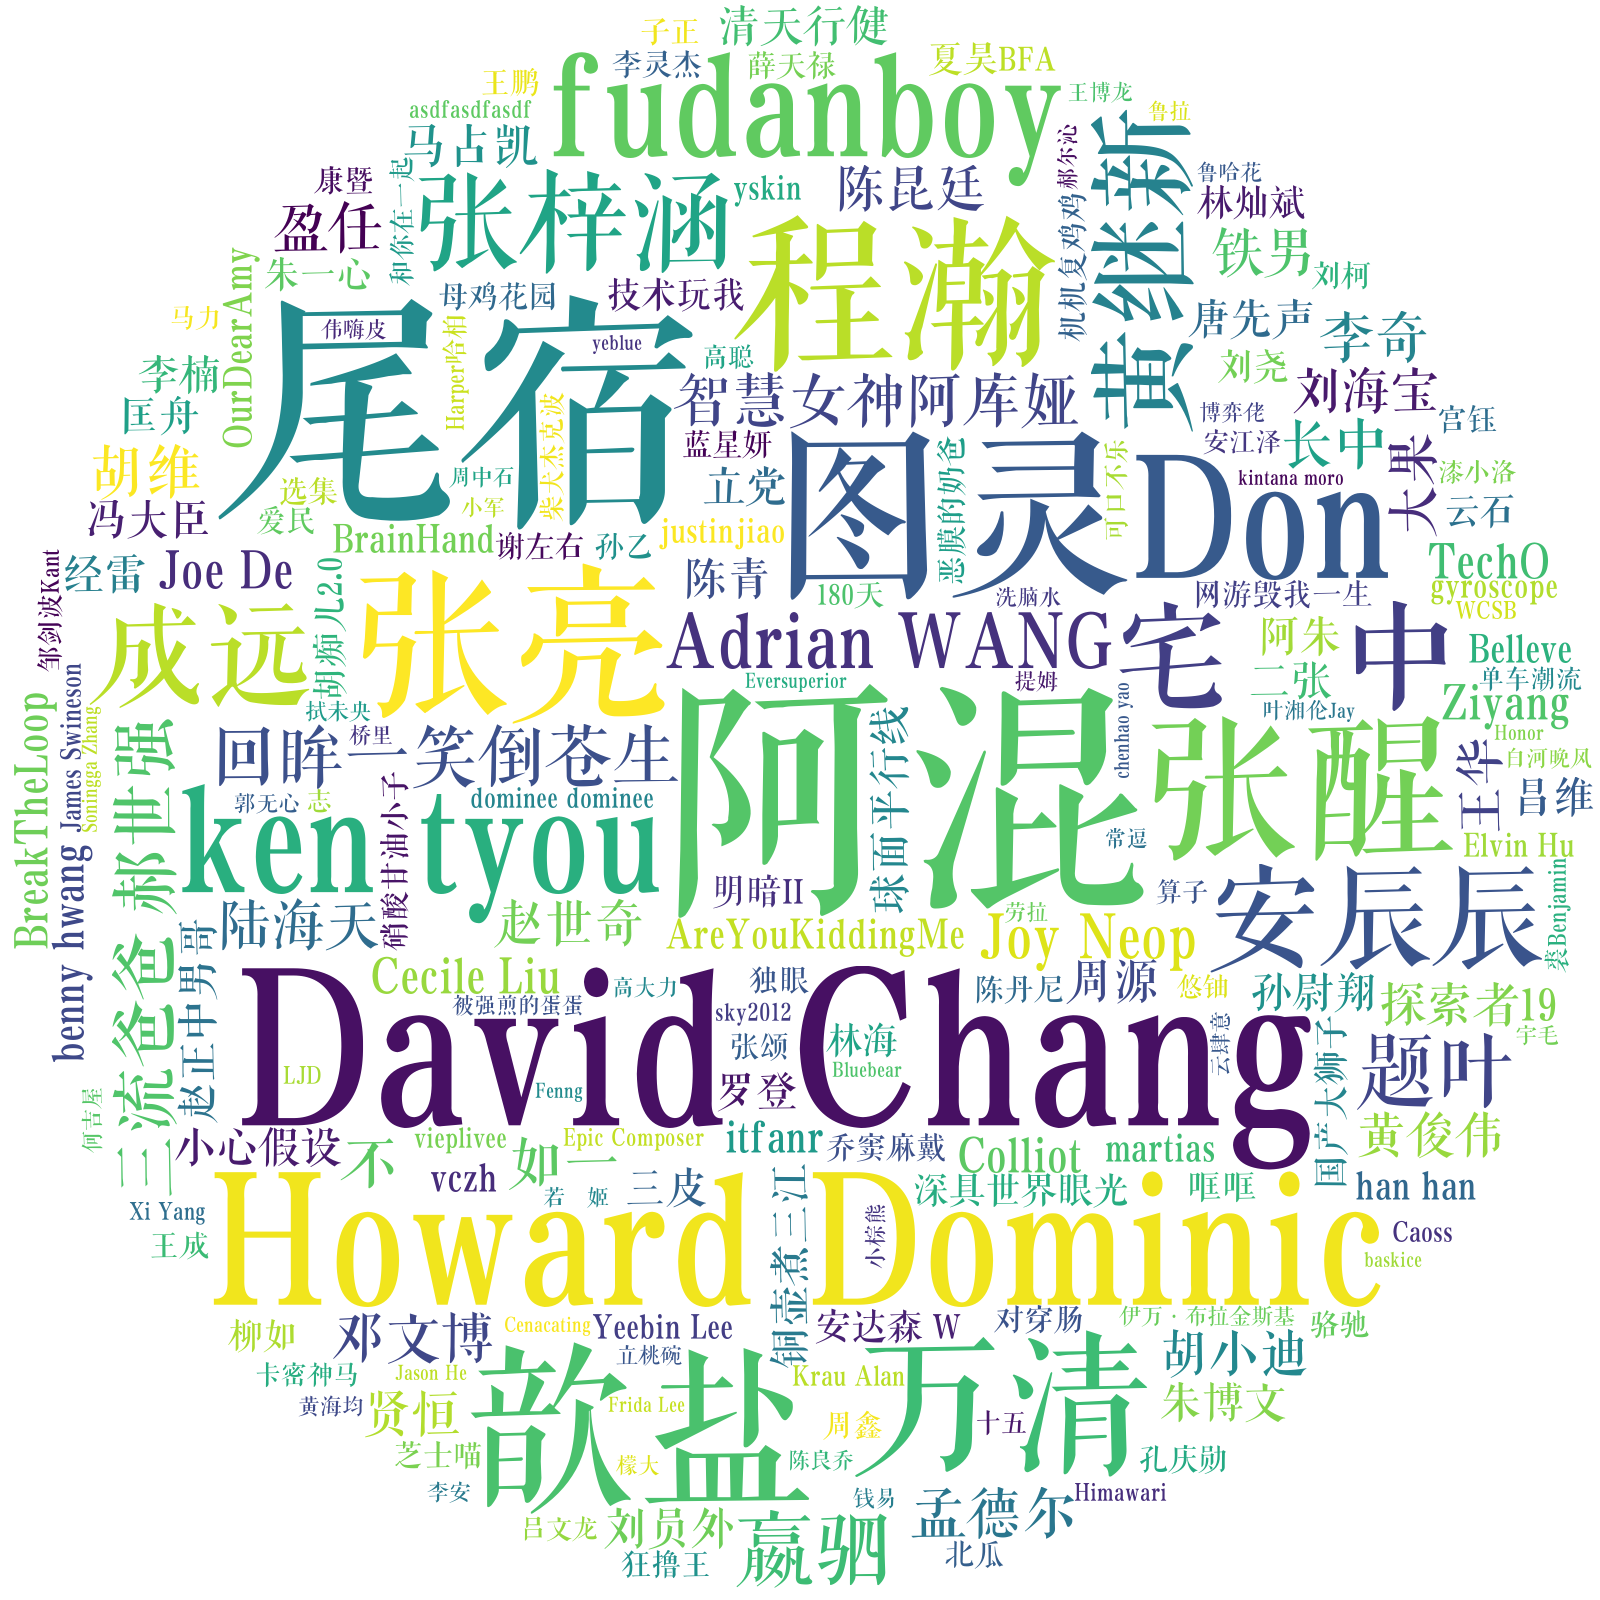 子正
清天行健
李灵杰
薛天禄
夏昊BFA
王鹏
fudanboy
王博龙
asdfasdfasdf
鲁拉
马占凯
郝尔沁
黄继新
康暨
和你在一起
张梓涵
yskin
陈昆廷
鲁哈花
盈任
程瀚
机机复鸡鸡
林灿斌
朱一心
OurDearAmy
母鸡花园
技术玩我
铁男
刘柯
马力
尾宿
伟嗨皮
Harper哈柏
yeblue
高聪
唐先声
李奇
李楠
智慧女神阿库娅
刘尧
刘海宝
匡舟
柴犬杰克波
博弈佬
宫钰
胡维
蓝星妍
图灵Don
安江泽
长中
大果
周中石
立党
恶膜的奶爸
可口不乐
kintana moro
漆小洛
选集
小军
冯大臣
爱民
BrainHand
谢左右
孙乙
justinjiao
云石
邹剑波Kant
经雷
Joe De
胡痴儿2.0
张亮
陈青
180天
洗脑水
网游毁我一生
TechO
gyroscope
WCSB
成远
Adrian WANG
宅中
阿朱
Belleve
Eversuperior
提姆
二张
单车潮流
BreakTheLoop
James Swineson
Soningga Zhang
拭未央
阿混
chenhao yao
叶湘伦Jay
Ziyang
郝世强
回眸一笑倒苍生
桥里
球面平行线
张醒
Honor
王华
白河晚风
郭无心
志
硝酸甘油小子
dominee dominee
昌维
ken tyou
常逗
Elvin Hu
benny hwang
三流爸爸
明暗II
算子
安辰辰
陆海天
赵世奇
AreYouKiddingMe
劳拉
Joy Neop
裘Benjamin
赵正中男哥
Cecile Liu
高大力
独眼
陈丹尼
周源
悠铀
孙尉翔
探索者19
被强煎的蛋蛋
David Chang
sky2012
张颂
林海
云肆意
国产大狮子
宇毛
题叶
LJD
Fenng
罗登
Bluebear
何吉屋
小心假设
不
vieplivee
如一
Epic Composer
itfanr
乔窦麻戴
Colliot
martias
黄俊伟
vczh
若 姬
三皮
铜壶煮三江
深具世界眼光
哐哐
han han
Xi Yang
王成
Howard Dominic
小棕熊
Caoss
baskice
柳如
邓文博
Cenacating
Yeebin Lee
安达森 W
对穿肠
伊万·布拉金斯基
骆驰
卡密神马
Jason He
立桃碗
歆盐
Krau Alan
万清
胡小迪
黄海均
贤恒
Frida Lee
周鑫
十五
朱博文
芝士喵
檬大
陈良乔
孔庆勋
李安
钱易
Himawari
吕文龙
刘员外
嬴驷
孟德尔
狂撸王
北瓜